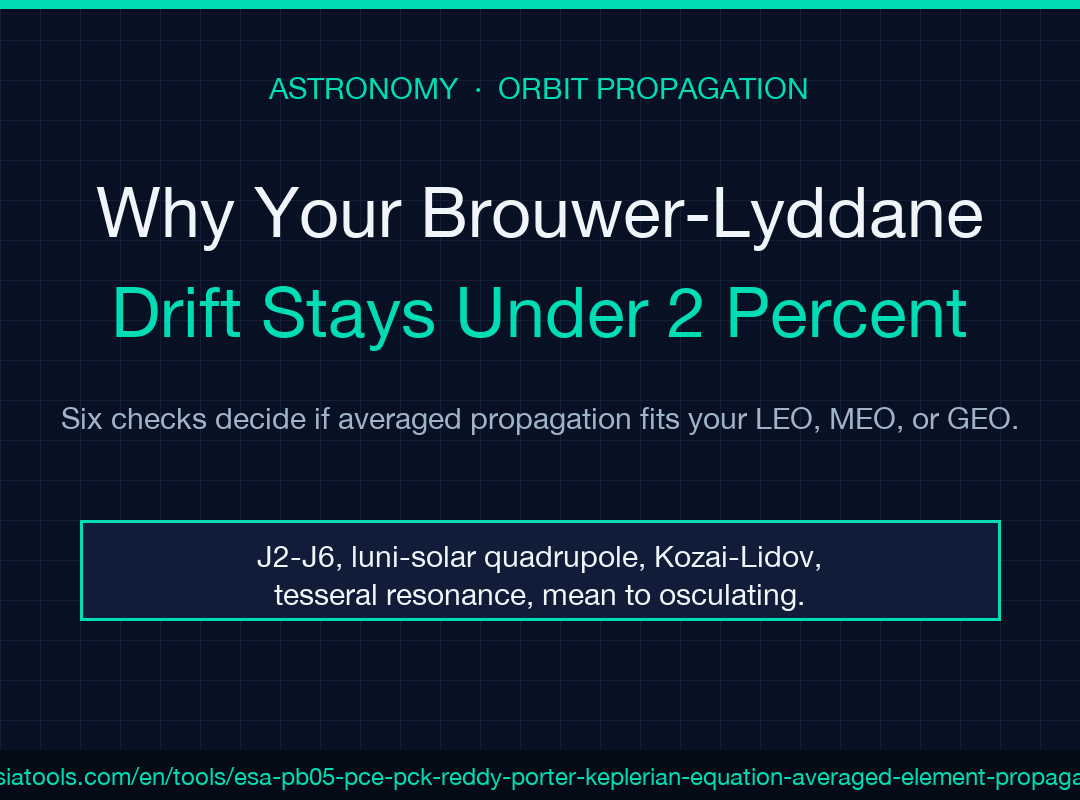 ASTRONOMY · ORBIT PROPAGATION
Why Your Brouwer-Lyddane
Drift Stays Under 2 Percent
Six checks decide if averaged propagation fits your LEO, MEO, or GEO.
J2-J6, luni-solar quadrupole, Kozai-Lidov,
tesseral resonance, mean to osculating.
siatools.com/en/tools/esa-pb05-pce-pck-reddy-porter-keplerian-equation-averaged-element-propaga